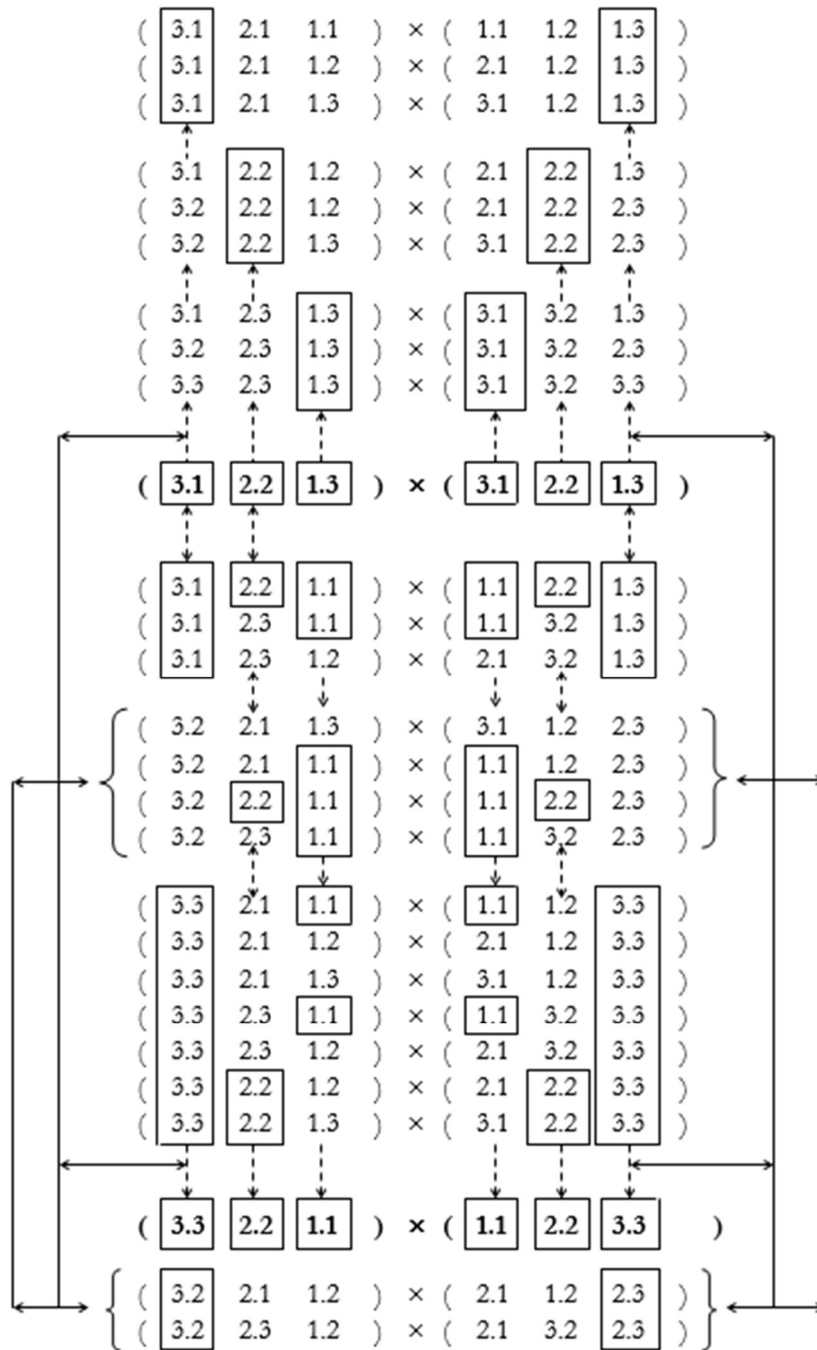 ( 3.1 2.1 1.1 ) × ( 1.1 1.2 1.3 )
( 3.1 2.1 1.2 ) × ( 2.1 1.2 1.3 )
( 3.1 2.1 1.3 ) × ( 3.1 1.2 1.3 )
( 3.1 2.2 1.2 ) × ( 2.1 2.2 1.3 )
( 3.2 2.2 1.2 ) × ( 2.1 2.2 2.3 )
( 3.2 2.2 1.3 ) × ( 3.1 2.2 2.3 )
( 3.1 2.3 1.3 ) × ( 3.1 3.2 1.3 )
( 3.2 2.3 1.3 ) × ( 3.1 3.2 2.3 )
( 3.3 2.3 1.3 ) × ( 3.1 3.2 3.3 )
( 3.1 2.2 1.3 ) × ( 3.1 2.2 1.3 )
( 3.1 2.2 1.1 ) × ( 1.1 2.2 1.3 )
( 3.1 2.3 1.1 ) × ( 1.1 3.2 1.3 )
( 3.1 2.3 1.2 ) × ( 2.1 3.2 1.3 )
( 3.2 2.1 1.3 ) × ( 3.1 1.2 2.3 )
( 3.2 2.1 1.1 ) × ( 1.1 1.2 2.3 )
( 3.2 2.2 1.1 ) × ( 1.1 2.2 2.3 )
( 3.2 2.3 1.1 ) × ( 1.1 3.2 2.3 )
( 3.3 2.1 1.1 ) × ( 1.1 1.2 3.3 )
( 3.3 2.1 1.2 ) × ( 2.1 1.2 3.3 )
( 3.3 2.1 1.3 ) × ( 3.1 1.2 3.3 )
( 3.3 2.3 1.1 ) × ( 1.1 3.2 3.3 )
( 3.3 2.3 1.2 ) × ( 2.1 3.2 3.3 )
( 3.3 2.2 1.2 ) × ( 2.1 2.2 3.3 )
( 3.3 2.2 1.3 ) × ( 3.1 2.2 3.3 )
( 3.3 2.2 1.1 ) × ( 1.1 2.2 3.3 )
( 3.2 2.1 1.2 ) × ( 2.1 1.2 2.3 )
( 3.2 2.3 1.2 ) × ( 2.1 3.2 2.3 )